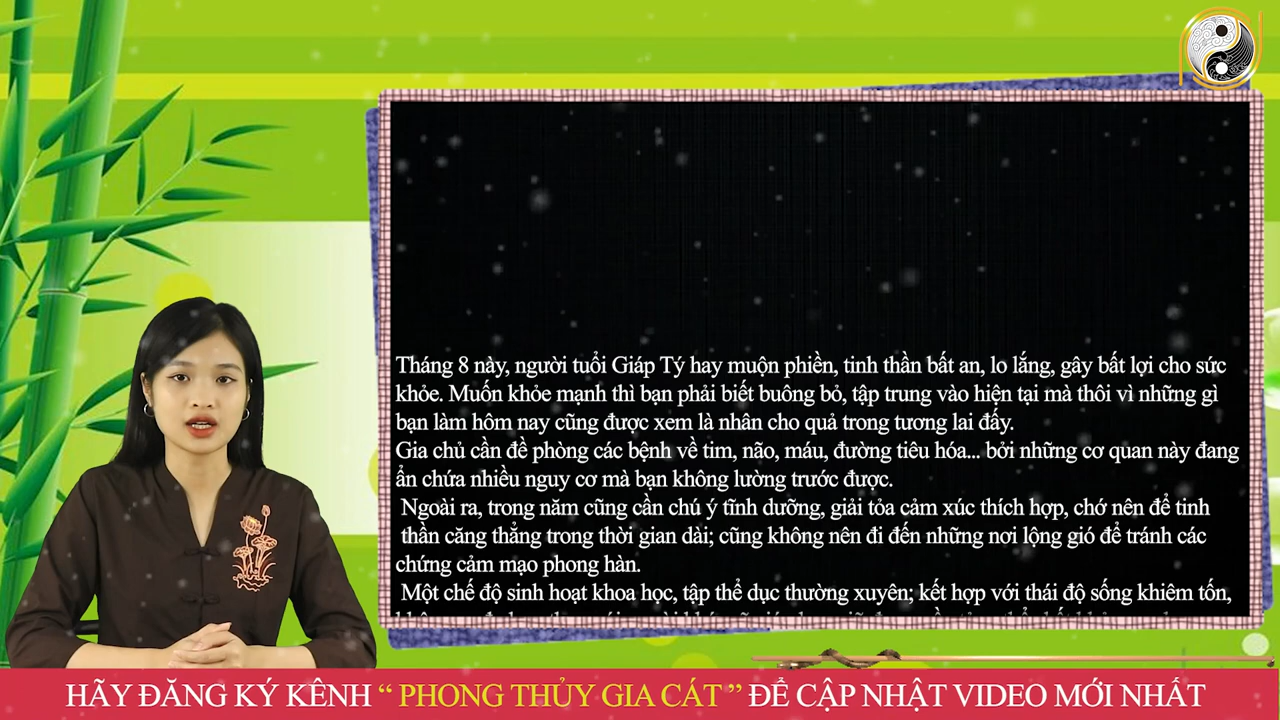 Tháng 8 này, người tuổi Giáp Tý hay muộn phiền, tinh thần bất an, lo lắng, gây bất lợi cho sức
khỏe. Muốn khỏe mạnh thì bạn phải biết buông bỏ, tập trung vào hiện tại mà thôi vì những gì
bạn làm hôm nay cũng được xem là nhân cho quả trong tương lai đấy.
Gia chủ cần đề phòng các bệnh về tim, não, máu, đường tiêu hóa... bởi những cơ quan này đang
ẩn chứa nhiều nguy cơ mà bạn không lường trước được.
Ngoài ra, trong năm cũng cần chú ý tĩnh dưỡng, giải tỏa cảm xúc thích hợp, chớ nên để tinh
thần căng thẳng trong thời gian dài; cũng không nên đi đến những nơi lộng gió để tránh các
chứng cảm mạo phong hàn.
Một chế độ sinh hoạt khoa học, tập thể dục thường xuyên; kết hợp với thái độ sống khiêm tốn,
HÃY ĐĂNG KÝ KÊNH “ PHONG THỦY GIA CÁT ” ĐỂ CẬP NHẬT VIDEO MỚI NHẤT